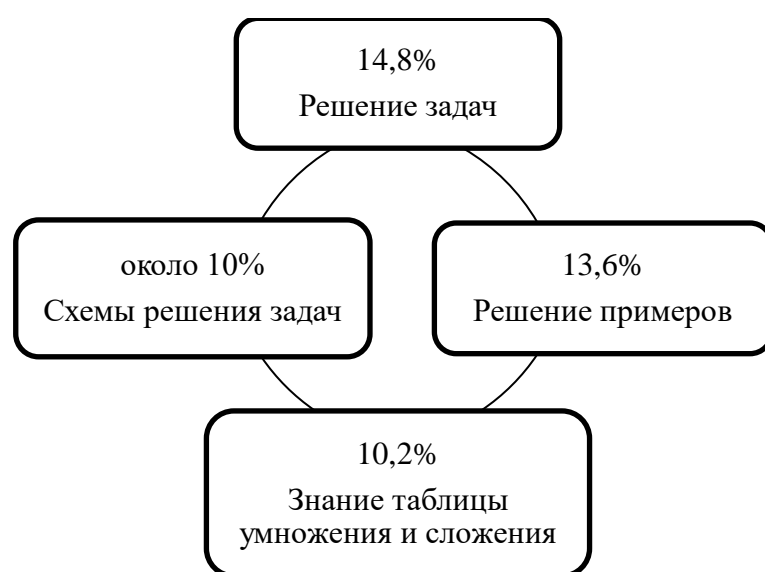 14,8%
Решение задач
около 10%
Схемы решения задач
13,6%
Решение примеров
10,2%
Знание таблицы
умножения и сложения